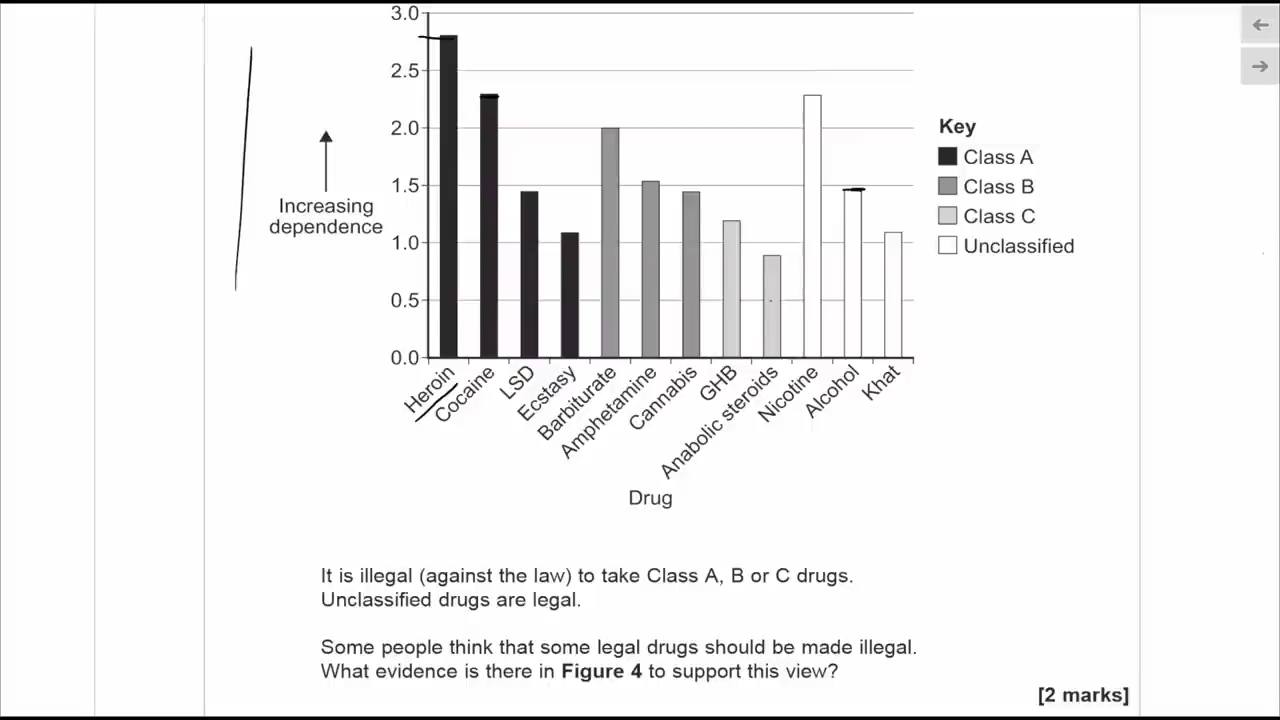 3.0
2.5
2.0
1.5
1.0
0.5
0.0
Increasing
dependence
Heroin
Cocaine
LSD
Ecstasy
Barbiturate
Amphetamine
Cannabis
GHB
Anabolic steroids
Nicotine
Alcohol
Khat
Drug
Key
Class A
Class B
Class C
Unclassified
It is illegal (against the law) to take Class A, B or C drugs.
Unclassified drugs are legal.
Some people think that some legal drugs should be made illegal.
What evidence is there in Figure 4 to support this view?
[2 marks]